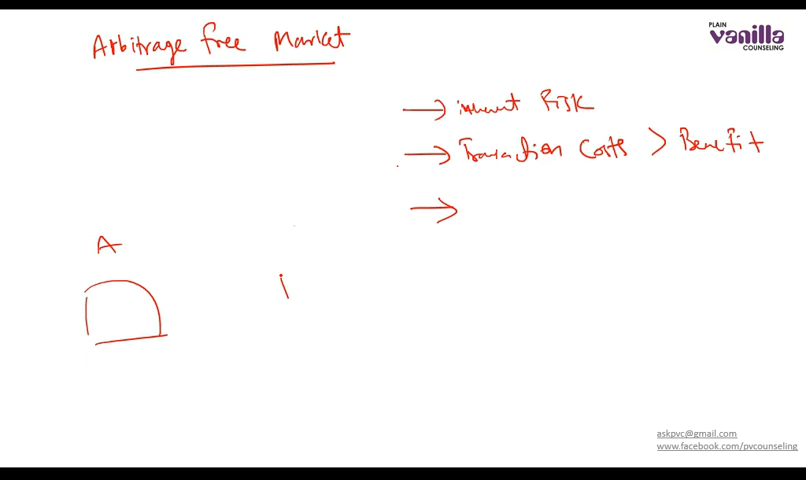 Arbitrage free Market
PLAIN
vanilla
COUNSELING
→ inherent Risk
→ Transaction Costs > Benefit
→
A
askpvc@gmail.com
www.facebook.com/pvcounseling